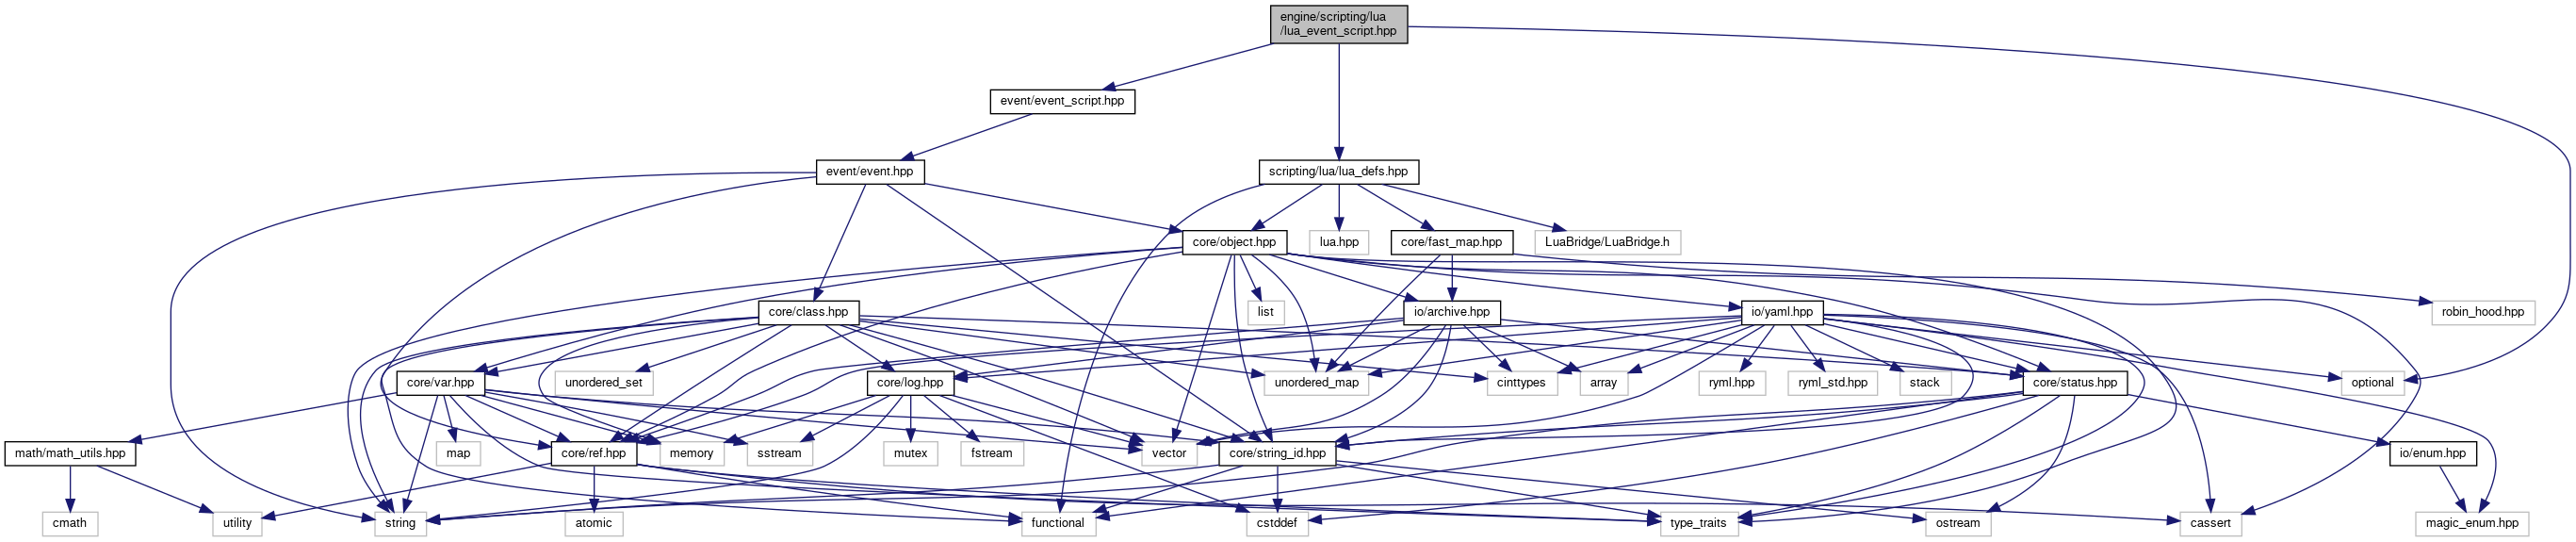 engine/scripting/lua
/lua_event_script.hpp
event/event_script.hpp
event/event.hpp
scripting/lua/lua_defs.hpp
core/object.hpp
lua.hpp
core/fast_map.hpp
LuaBridge/LuaBridge.h
core/class.hpp
list
io/archive.hpp
io/yaml.hpp
robin_hood.hpp
core/var.hpp
unordered_set
core/log.hpp
unordered_map
cinttypes
array
ryml.hpp
ryml_std.hpp
stack
core/status.hpp
optional
math/math_utils.hpp
map
core/ref.hpp
memory
sstream
mutex
fstream
vector
core/string_id.hpp
io/enum.hpp
cmath
utility
string
atomic
functional
cstddef
type_traits
ostream
cassert
magic_enum.hpp